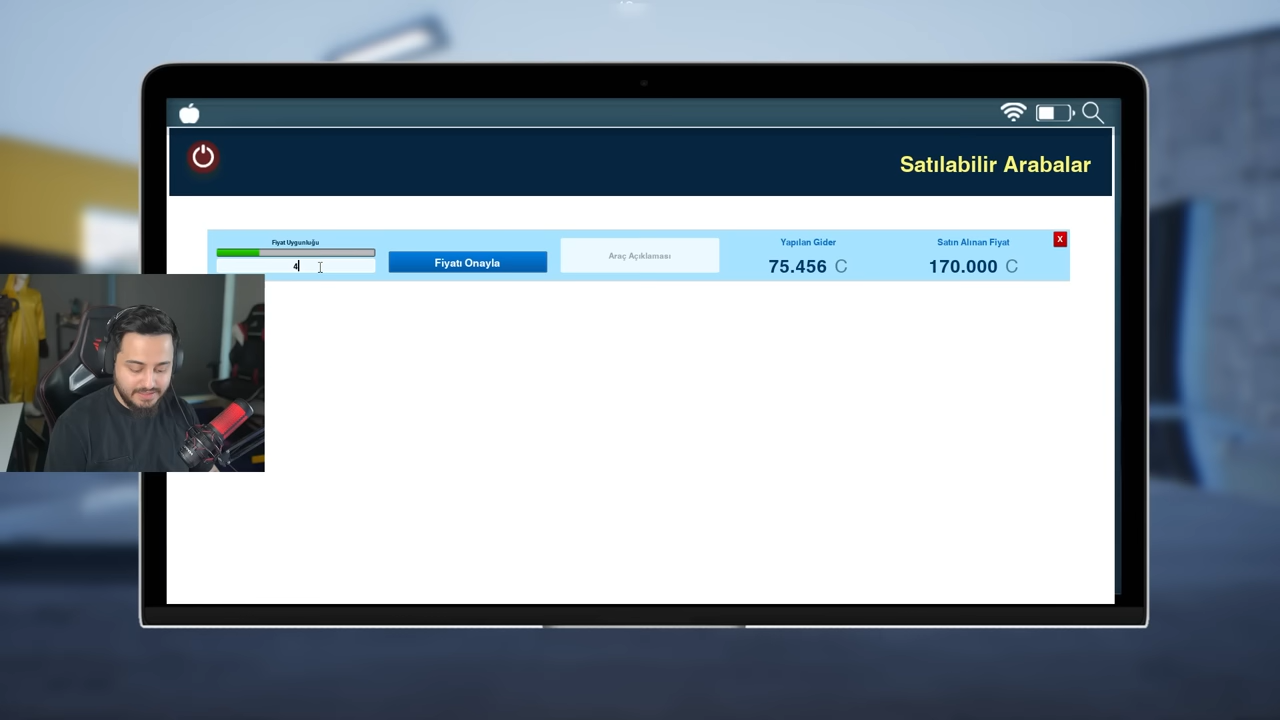 Satılabilir Arabalar
Fiyat Uygunluğu
4
Fiyatı Onayla
Araç Açıklaması
Yapılan Gider
75.456 C
Satın Alınan Fiyat
170.000 C
X